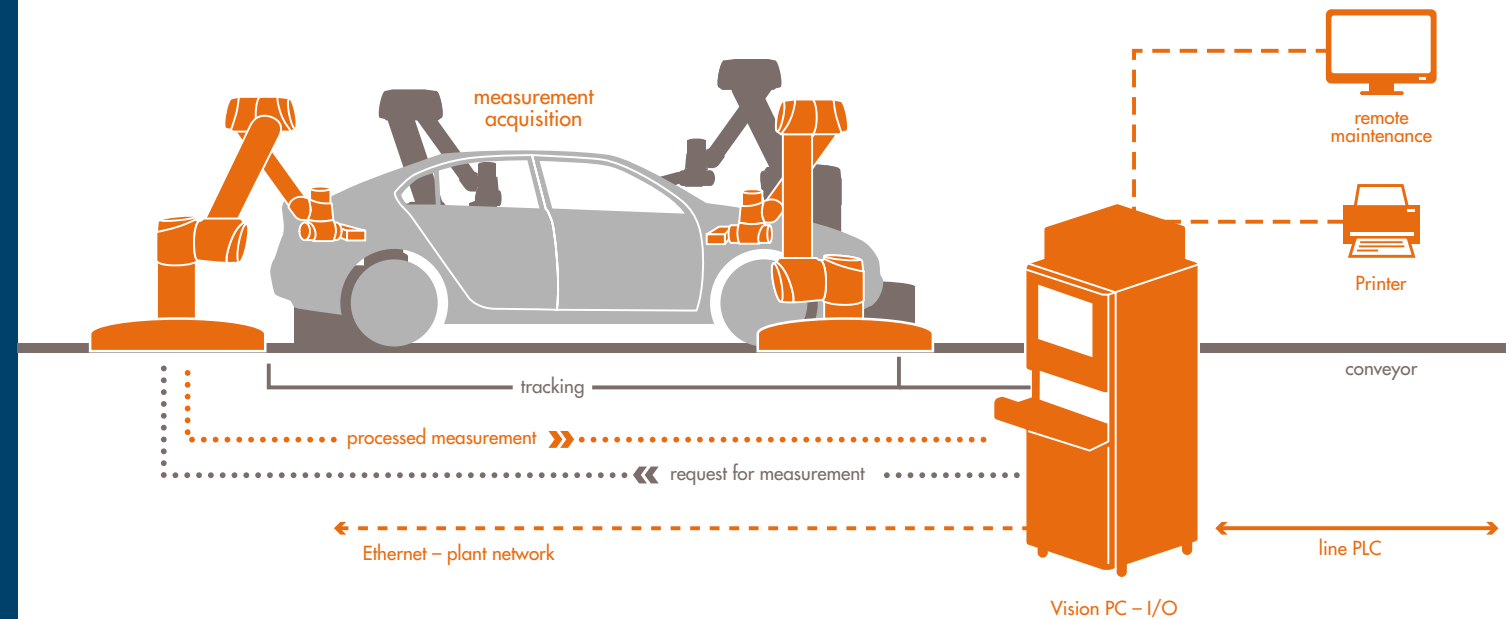 measurement
acquisition
remote
maintenance
Printer
conveyor
tracking
processed measurement
request for measurement
Ethernet – plant network
line PLC
Vision PC – I/O